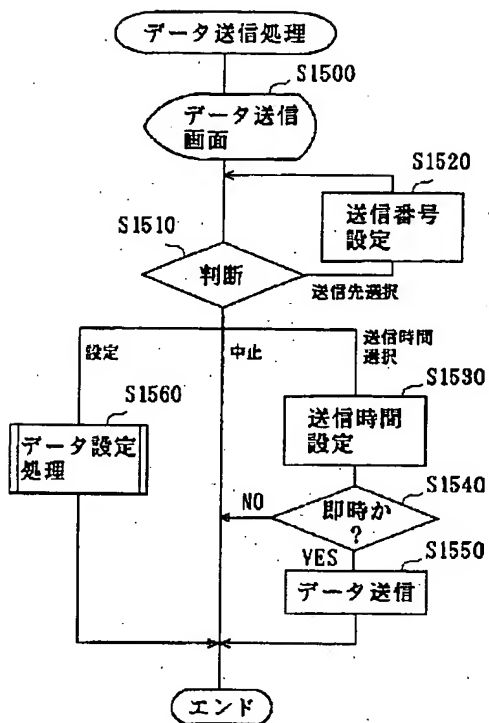 データ送信処理
S1500
データ送信
画面
S1520
送信番号
設定
S1510
判断
送信先選択
設定
中止
送信時間
選択
S1560
データ設定
処理
S1530
送信時間
設定
S1540
即時か
?
NO
YES
S1550
データ送信
エンド